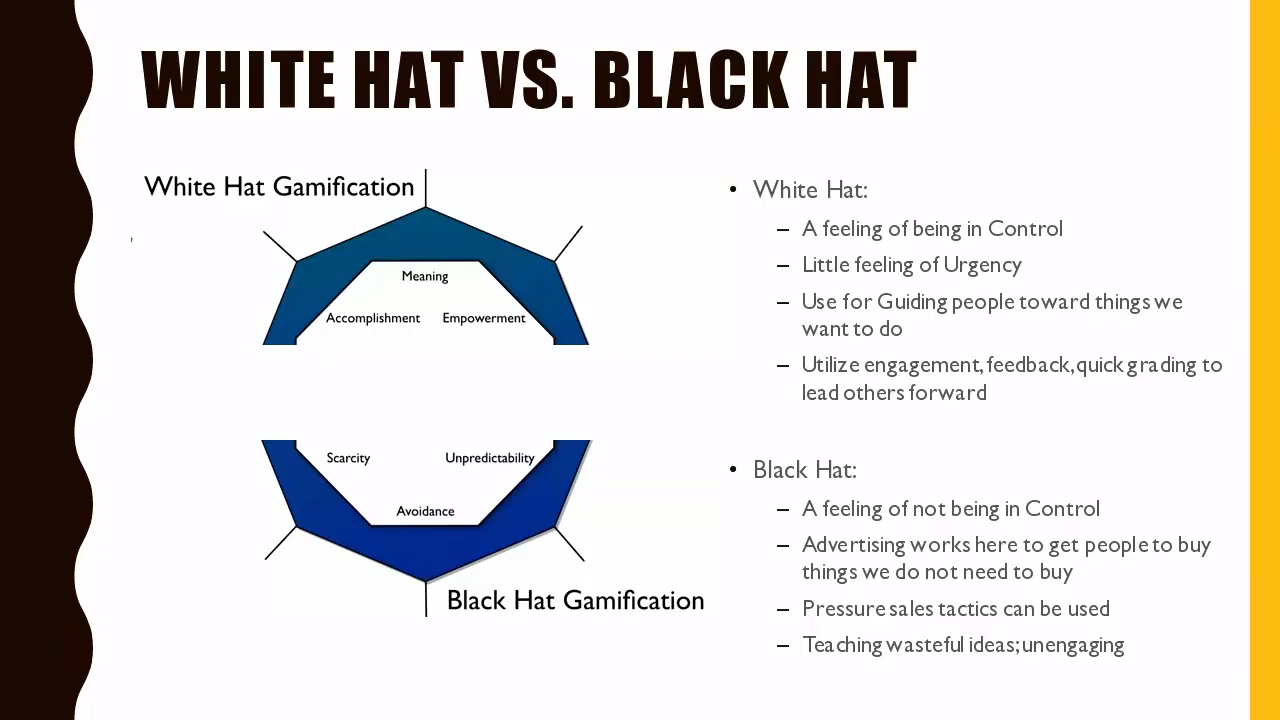 WHITE HAT VS. BLACK HAT
White Hat Gamification
Meaning
Accomplishment Empowerment
Scarcity Unpredictability
Avoidance
Black Hat Gamification
• White Hat:
– A feeling of being in Control
– Little feeling of Urgency
– Use for Guiding people toward things we
want to do
– Utilize engagement, feedback, quick grading to
lead others forward
• Black Hat:
– A feeling of not being in Control
– Advertising works here to get people to buy
things we do not need to buy
– Pressure sales tactics can be used
– Teaching wasteful ideas; unengaging